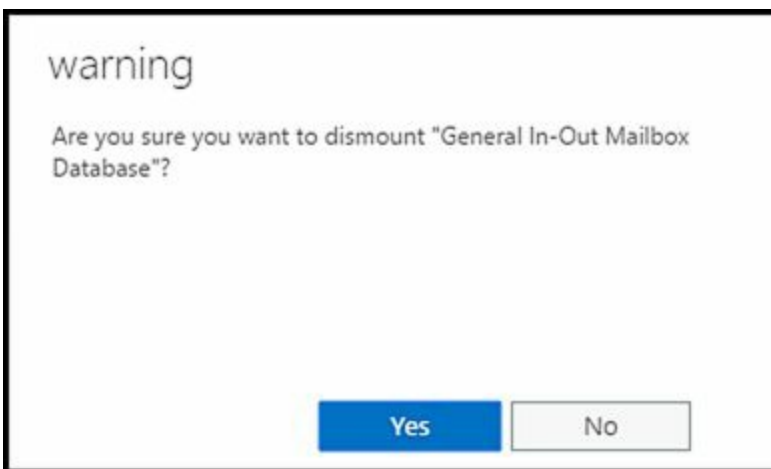 warning
Are you sure you want to dismount "General In-Out Mailbox
Database"?
Yes No